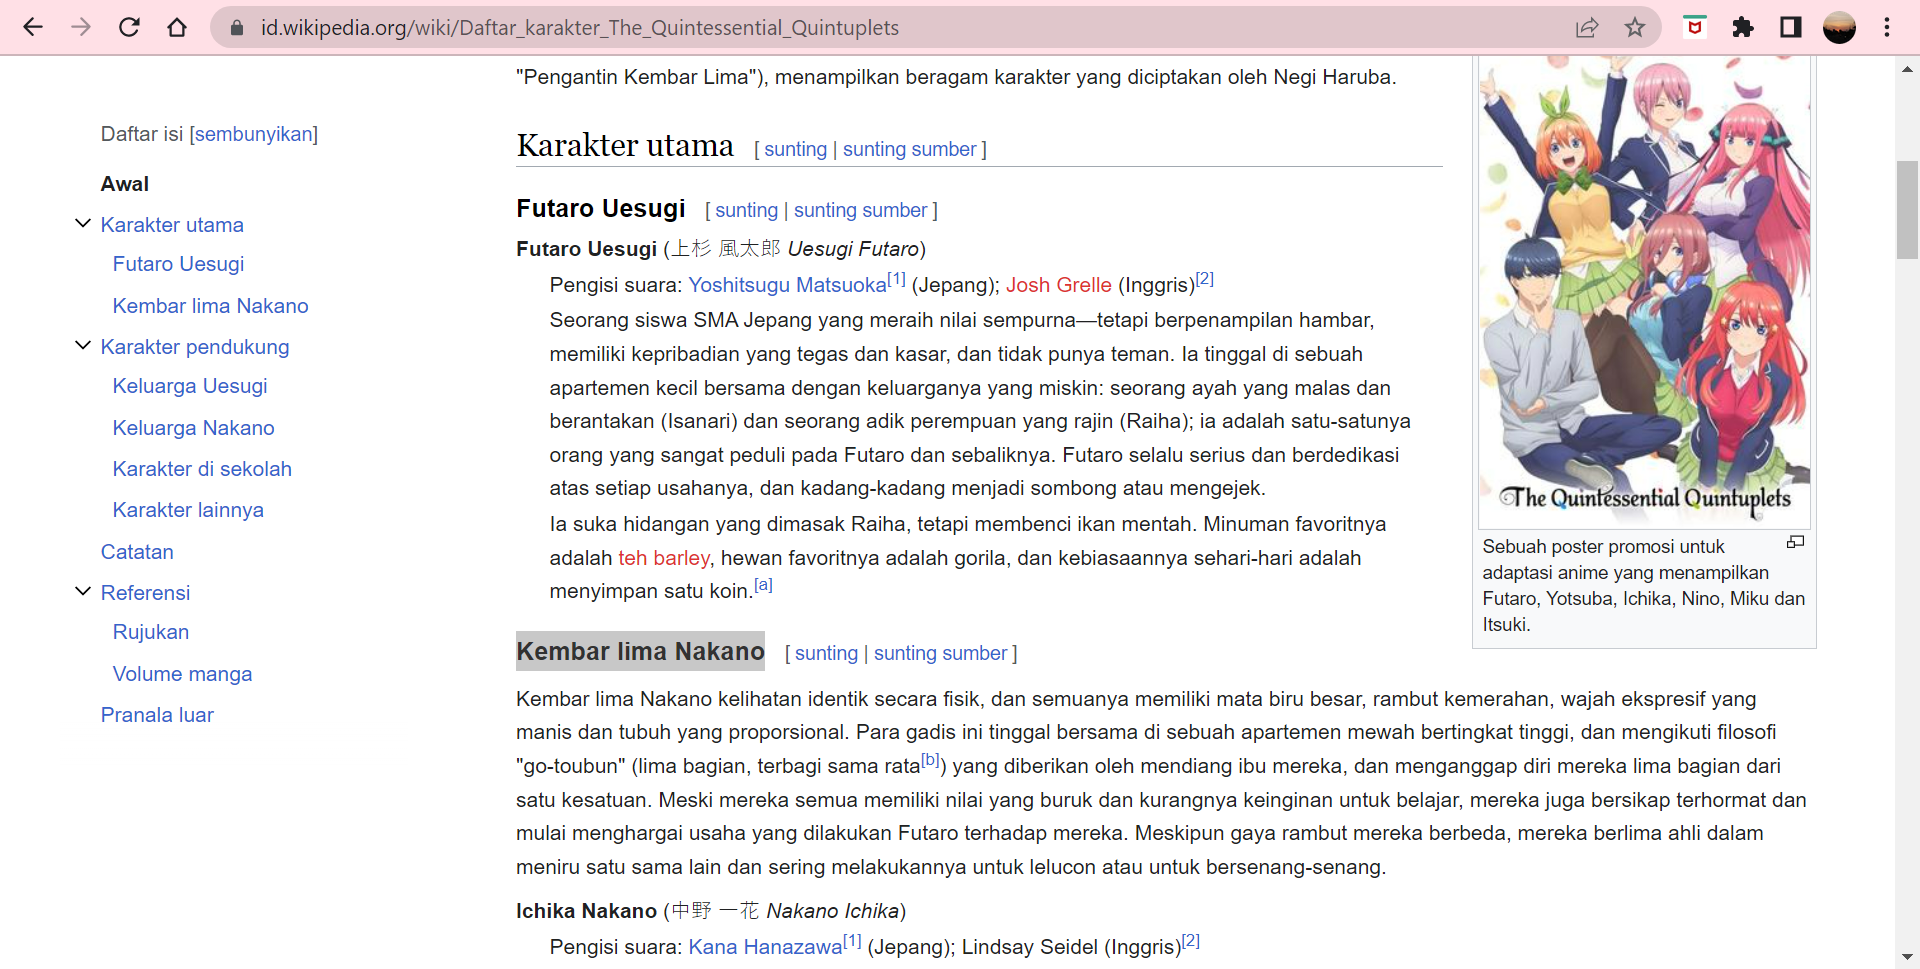 id.wikipedia.org/wiki/Daftar_karakter_The_Quintessential_Quintuplets
Daftar isi [sembunyikan]
Awal
Karakter utama
Futaro Uesugi
Kembar lima Nakano
Karakter pendukung
Keluarga Uesugi
Keluarga Nakano
Karakter di sekolah
Karakter lainnya
Catatan
Referensi
Rujukan
Volume manga
Pranala luar
"Pengantin Kembar Lima"), menampilkan beragam karakter yang diciptakan oleh Negi Haruba.
Karakter utama [ sunting | sunting sumber ]
Futaro Uesugi [ sunting | sunting sumber ]
Futaro Uesugi (上杉 風太郎 Uesugi Futaro)
Pengisi suara: Yoshitsugu Matsuoka[1] (Jepang); Josh Grelle (Inggris)[2]
Seorang siswa SMA Jepang yang meraih nilai sempurna—tetapi berpenampilan hambar,
memiliki kepribadian yang tegas dan kasar, dan tidak punya teman. Ia tinggal di sebuah
apartemen kecil bersama dengan keluarganya yang miskin: seorang ayah yang malas dan
berantakan (Isanari) dan seorang adik perempuan yang rajin (Raiha); ia adalah satu-satunya
orang yang sangat peduli pada Futaro dan sebaliknya. Futaro selalu serius dan berdedikasi
atas setiap usahanya, dan kadang-kadang menjadi sombong atau mengejek.
Ia suka hidangan yang dimasak Raiha, tetapi membenci ikan mentah. Minuman favoritnya
adalah teh barley, hewan favoritnya adalah gorila, dan kebiasaannya sehari-hari adalah
menyimpan satu koin.[a]
The Quintessential Quintuplets
Sebuah poster promosi untuk
adaptasi anime yang menampilkan
Futaro, Yotsuba, Ichika, Nino, Miku dan
Itsuki.
Kembar lima Nakano [ sunting | sunting sumber ]
Kembar lima Nakano kelihatan identik secara fisik, dan semuanya memiliki mata biru besar, rambut kemerahan, wajah ekspresif yang
manis dan tubuh yang proporsional. Para gadis ini tinggal bersama di sebuah apartemen mewah bertingkat tinggi, dan mengikuti filosofi
"go-toubun" (lima bagian, terbagi sama rata[b]) yang diberikan oleh mendiang ibu mereka, dan menganggap diri mereka lima bagian dari
satu kesatuan. Meski mereka semua memiliki nilai yang buruk dan kurangnya keinginan untuk belajar, mereka juga bersikap terhormat dan
mulai menghargai usaha yang dilakukan Futaro terhadap mereka. Meskipun gaya rambut mereka berbeda, mereka berlima ahli dalam
meniru satu sama lain dan sering melakukannya untuk lelucon atau untuk bersenang-senang.
Ichika Nakano (中野 一花 Nakano Ichika)
Pengisi suara: Kana Hanazawa[1] (Jepang); Lindsay Seidel (Inggris)[2]